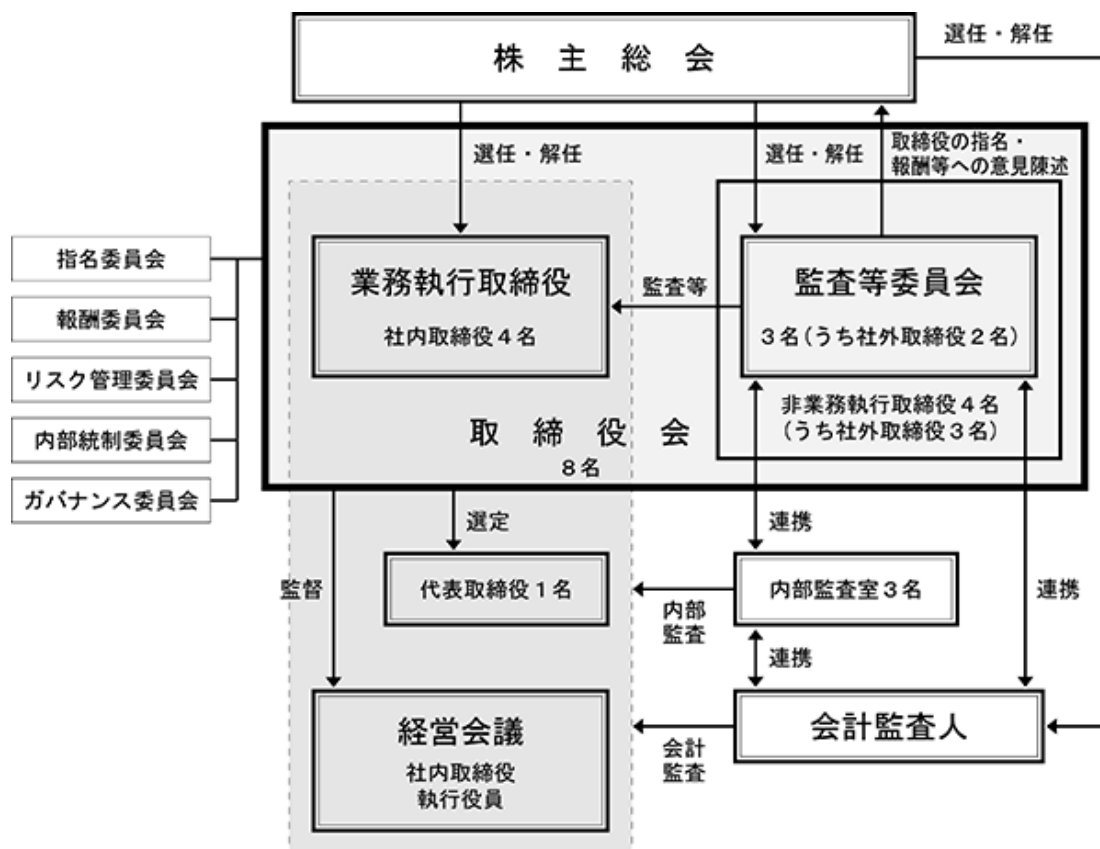 株主総会
選任・解任
選任・解任
選任・解任
取締役の指名・
報酬等への意見陳述
指名委員会
報酬委員会
リスク管理委員会
内部統制委員会
ガバナンス委員会
業務執行取締役
社内取締役4名
監査等
監査等委員会
3名(うち社外取締役2名)
非業務執行取締役4名
(うち社外取締役3名)
取締役会
8名
監督
選定
連携
連携
代表取締役1名
内部
監査
内部監査室3名
連携
経営会議
社内取締役
執行役員
会計
監査
会計監査人